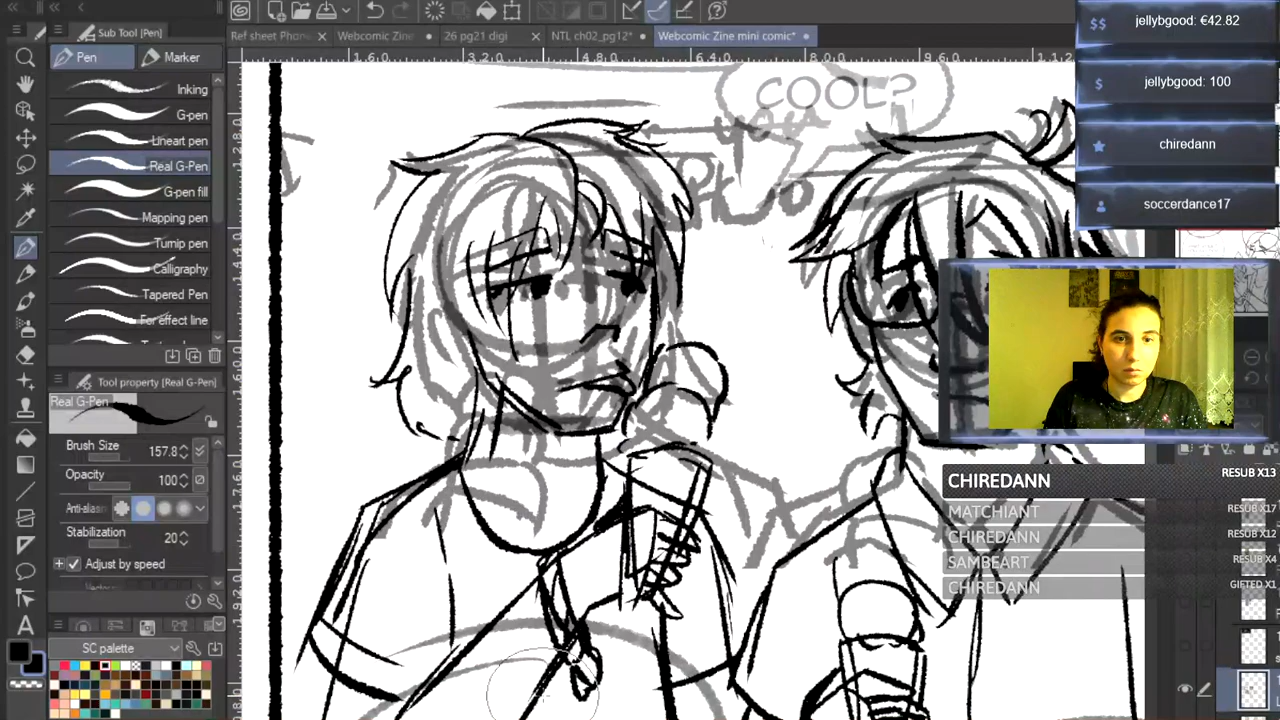 Sub Tool [Pen]
Pen
Marker
Inking
G-pen
Lineart pen
Real G-Pen
G-pen fill
Mapping pen
Turnip pen
Calligraphy
Tapered Pen
For effect line
Tool property [Real G-Pen]
Real G-Pen
Brush Size 157.8
Opacity 100
Anti-alias
Stabilization 20
Adjust by speed
SC palette
Ref sheet Phon
Webcomic Zine
26 pg21 digi
NTL ch02_pg12*
Webcomic Zine mini comic*
COOL?
$$ jellybgood: €42.82
$ jellybgood: 100
chiredann
soccerdance17
CHIREDANN RESUB X13
MATCHIANT RESUB X17
CHIREDANN RESUB X12
SAMBEART RESUB X4
CHIREDANN GIFTED X1